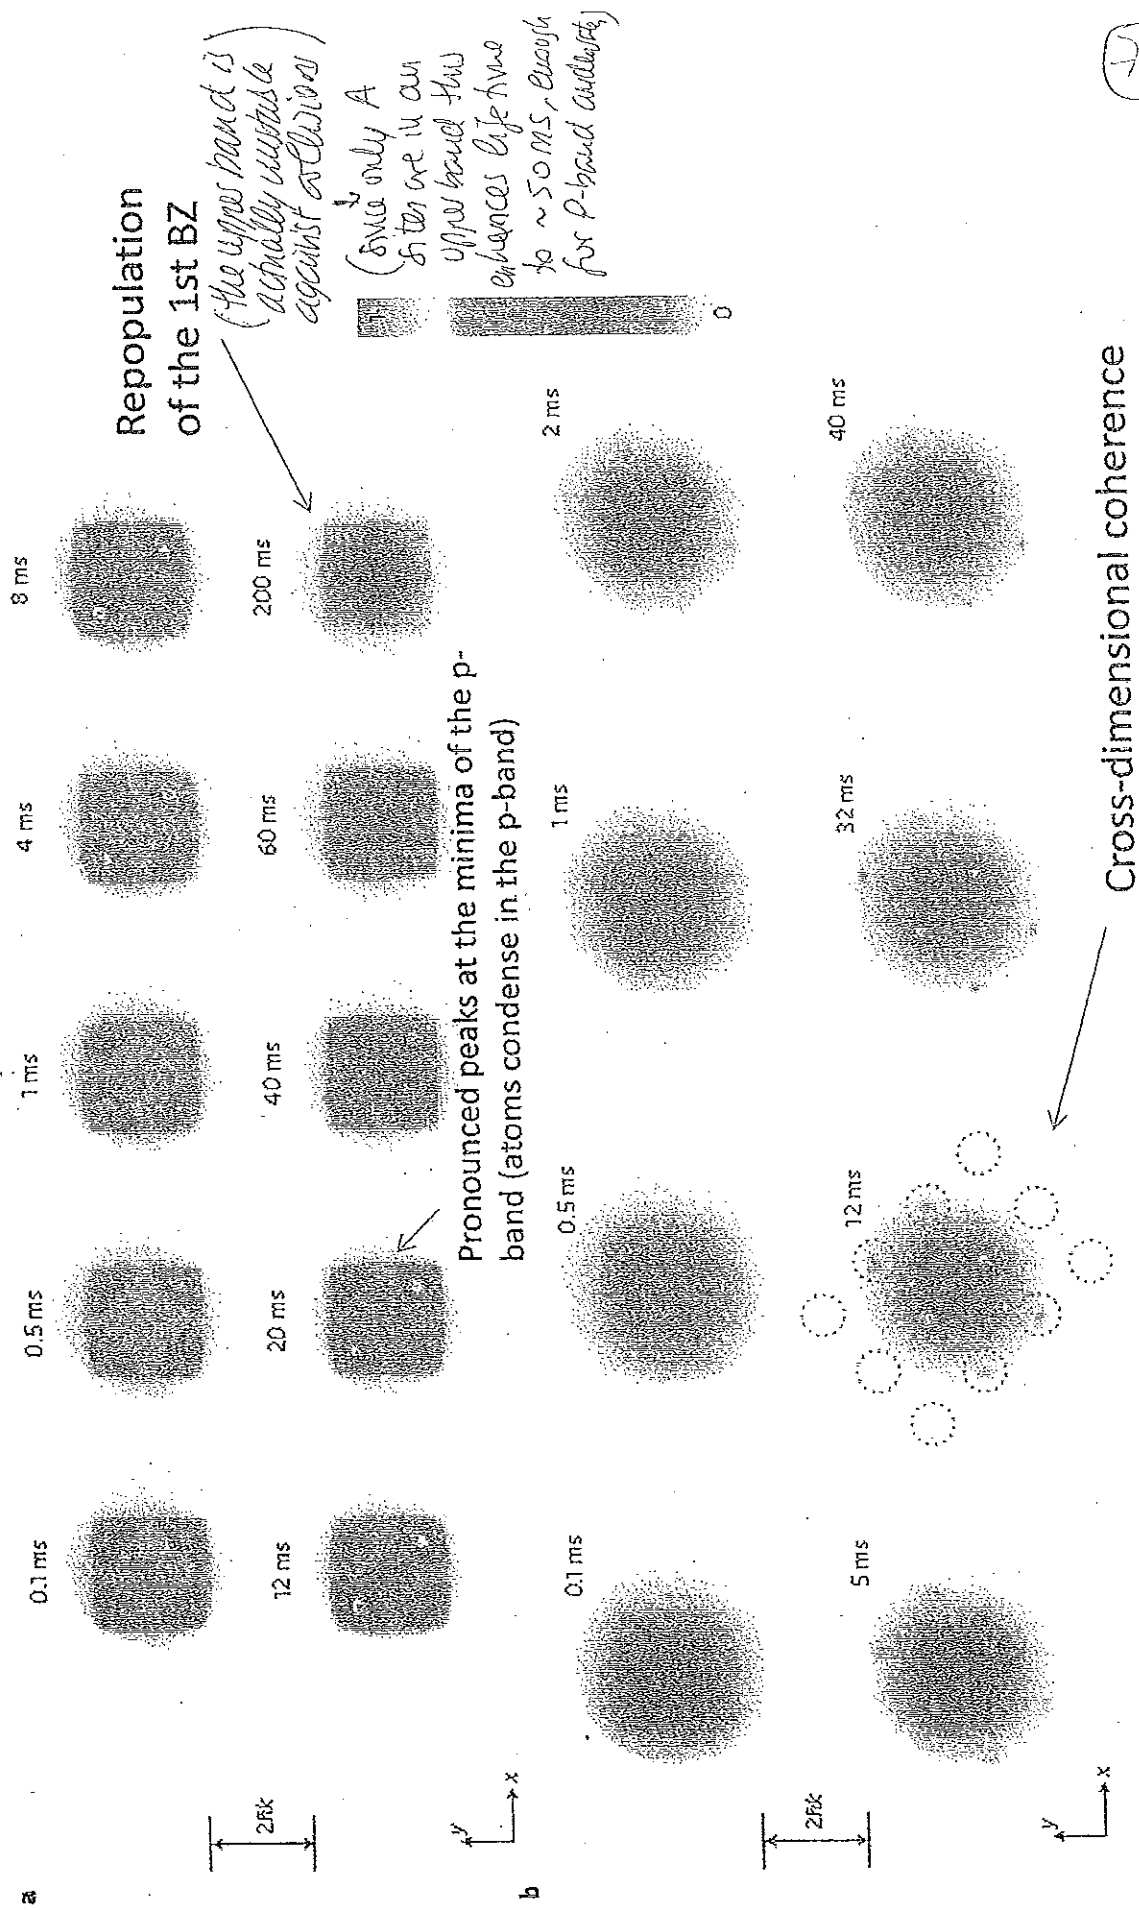 a
0.1 ms
0.5 ms
1 ms
4 ms
8 ms
12 ms
20 ms
40 ms
60 ms
200 ms
2ħk
y
x
Repopulation
of the 1st BZ
(the upper band is
actually unstable
against collisions)
(since only A
sites are in an
upper band this
enhances lifetime
to ~50 ms, enough
for P-band
0
Pronounced peaks at the minima of the p-
band (atoms condense in the p-band)
b
0.1 ms
0.5 ms
1 ms
2 ms
5 ms
12 ms
32 ms
40 ms
2ħk
y
x
Cross-dimensional coherence